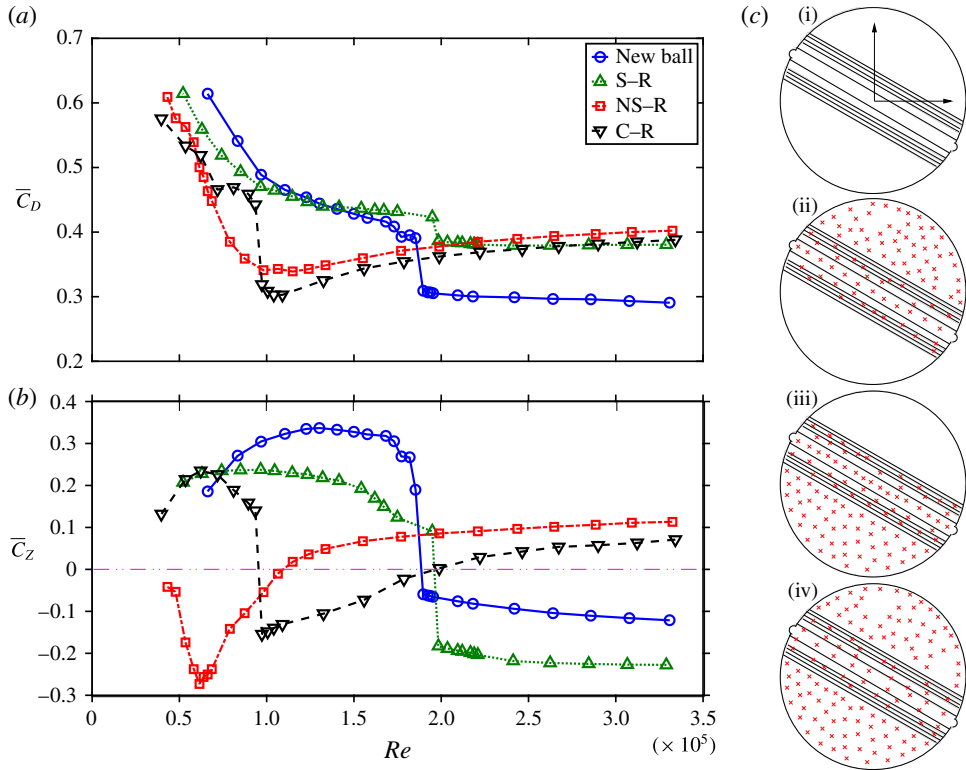 (a)
0.7
0.6
0.5
0.4
0.3
0.2
C̅_D
New ball
S–R
NS–R
C–R
(b)
0.4
0.3
0.2
0.1
0
−0.1
−0.2
−0.3
C̅_Z
0
0.5
1.0
1.5
2.0
2.5
3.0
3.5
Re
(× 10⁵)
(c)
(i)
(ii)
(iii)
(iv)